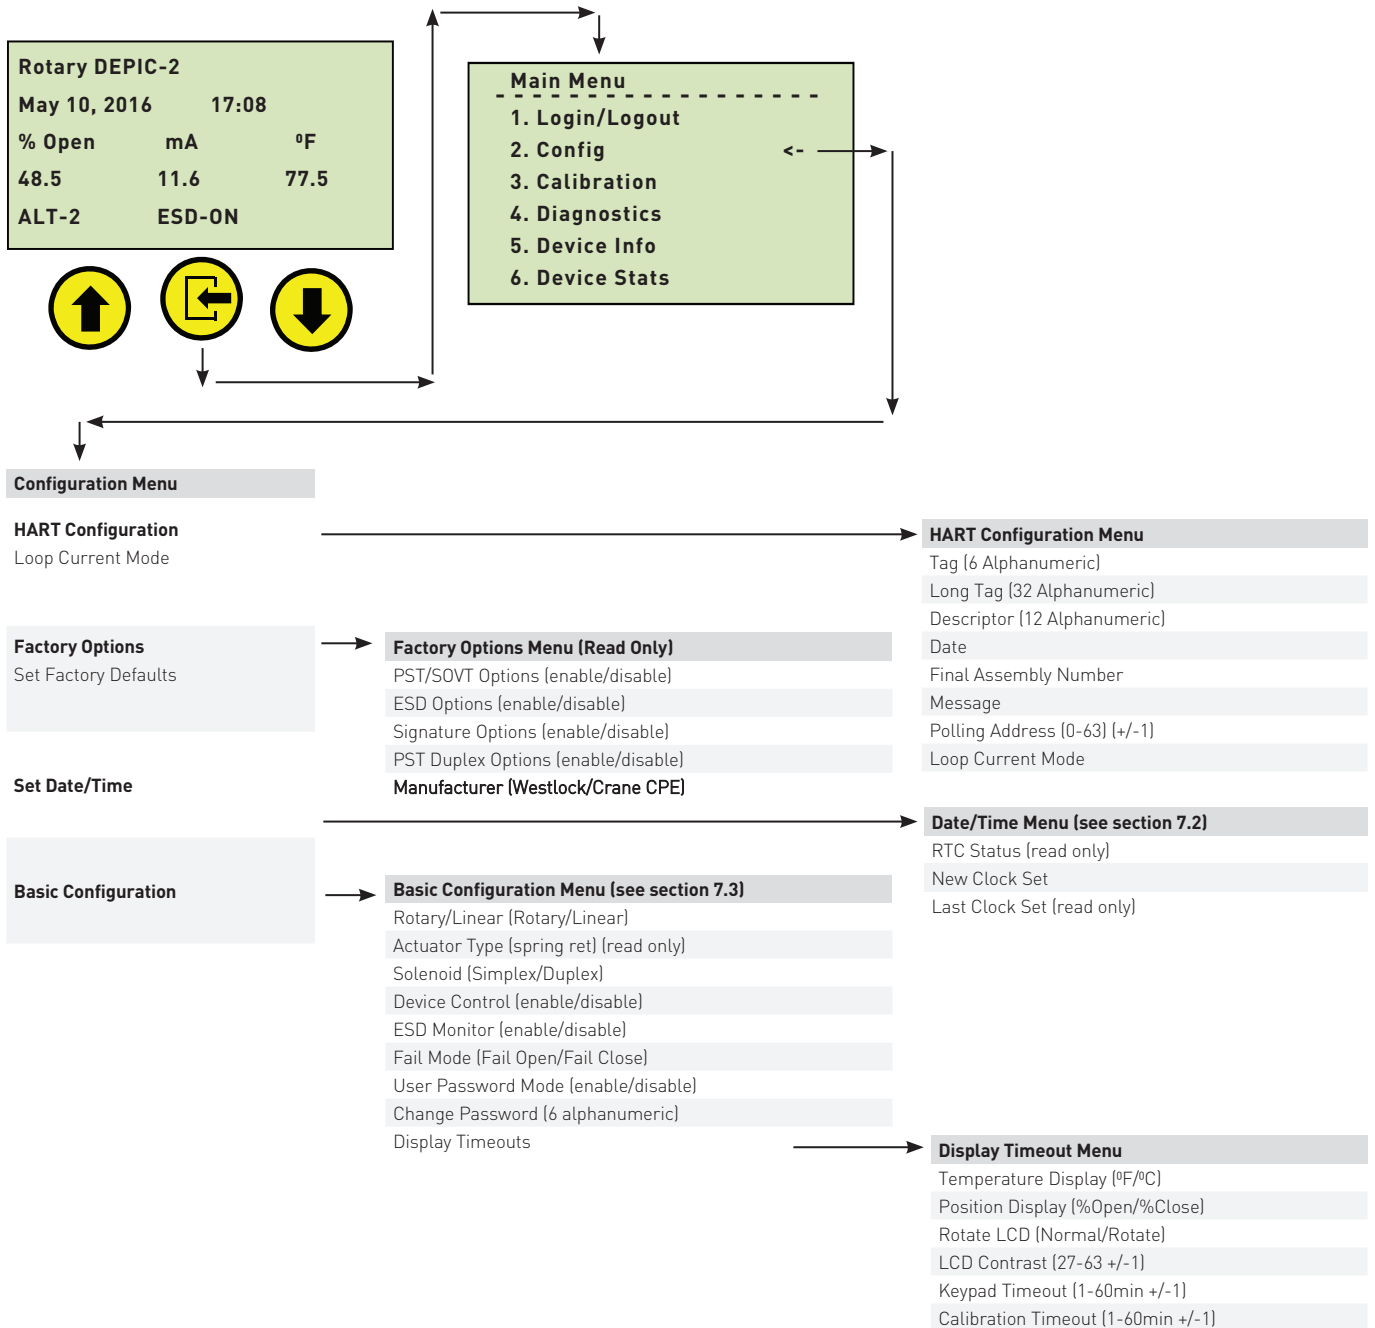 Rotary DEPIC-2
May 10, 2016 17:08
% Open mA ⁰F
48.5 11.6 77.5
ALT-2 ESD-ON
Main Menu
- - - - - - - - - - - - - - - - - -
1. Login/Logout
2. Config <-
3. Calibration
4. Diagnostics
5. Device Info
6. Device Stats
Configuration Menu
HART Configuration
Loop Current Mode
Factory Options
Set Factory Defaults
Set Date/Time
Basic Configuration
Factory Options Menu (Read Only)
PST/SOVT Options (enable/disable)
ESD Options (enable/disable)
Signature Options (enable/disable)
PST Duplex Options (enable/disable)
Manufacturer (Westlock/Crane CPE)
Basic Configuration Menu (see section 7.3)
Rotary/Linear (Rotary/Linear)
Actuator Type (spring ret) (read only)
Solenoid (Simplex/Duplex)
Device Control (enable/disable)
ESD Monitor (enable/disable)
Fail Mode (Fail Open/Fail Close)
User Password Mode (enable/disable)
Change Password (6 alphanumeric)
Display Timeouts
HART Configuration Menu
Tag (6 Alphanumeric)
Long Tag (32 Alphanumeric)
Descriptor (12 Alphanumeric)
Date
Final Assembly Number
Message
Polling Address (0-63) (+/-1)
Loop Current Mode
Date/Time Menu (see section 7.2)
RTC Status (read only)
New Clock Set
Last Clock Set (read only)
Display Timeout Menu
Temperature Display (⁰F/⁰C)
Position Display (%Open/%Close)
Rotate LCD (Normal/Rotate)
LCD Contrast (27-63 +/-1)
Keypad Timeout (1-60min +/-1)
Calibration Timeout (1-60min +/-1)